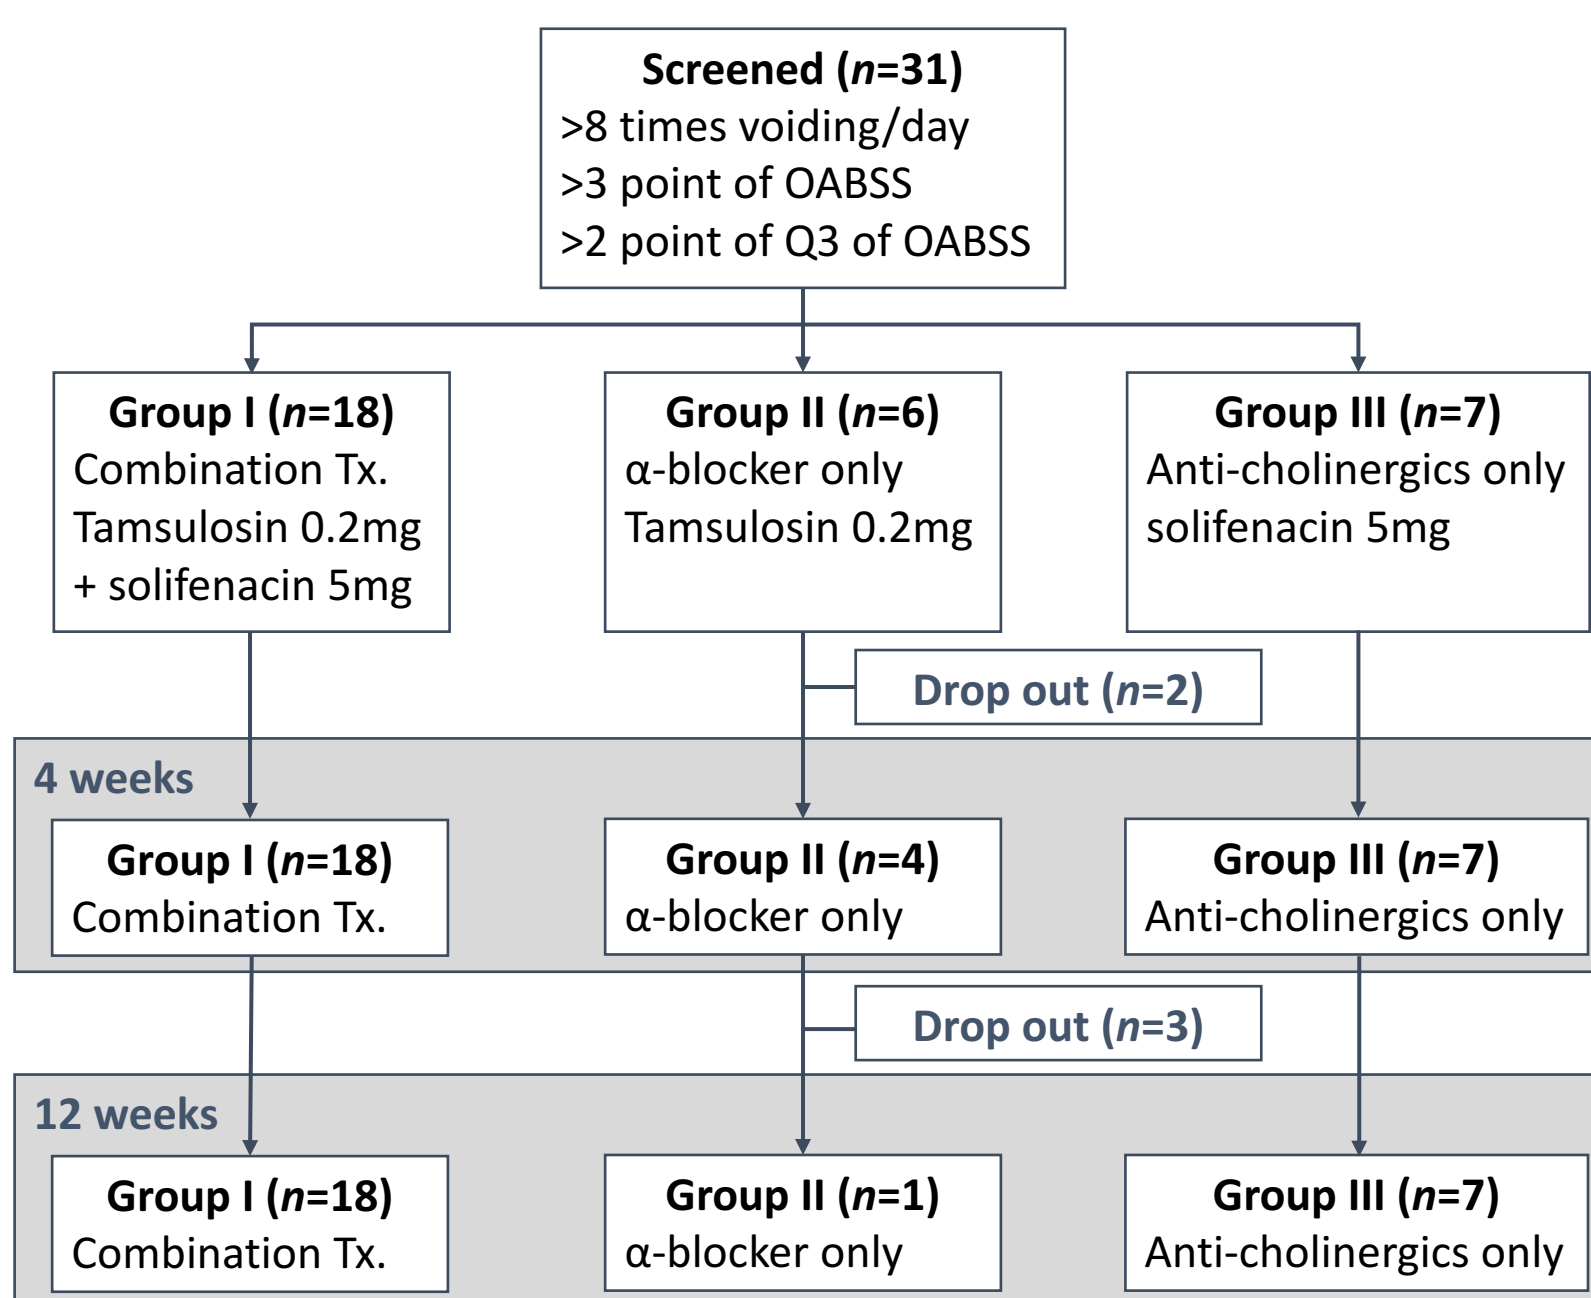 Screened (n=31)
>8 times voiding/day
>3 point of OABSS
>2 point of Q3 of OABSS
Group I (n=18)
Combination Tx.
Tamsulosin 0.2mg
+ solifenacin 5mg
Group II (n=6)
α-blocker only
Tamsulosin 0.2mg
Group III (n=7)
Anti-cholinergics only
solifenacin 5mg
Drop out (n=2)
4 weeks
Group I (n=18)
Combination Tx.
Group II (n=4)
α-blocker only
Group III (n=7)
Anti-cholinergics only
Drop out (n=3)
12 weeks
Group I (n=18)
Combination Tx.
Group II (n=1)
α-blocker only
Group III (n=7)
Anti-cholinergics only